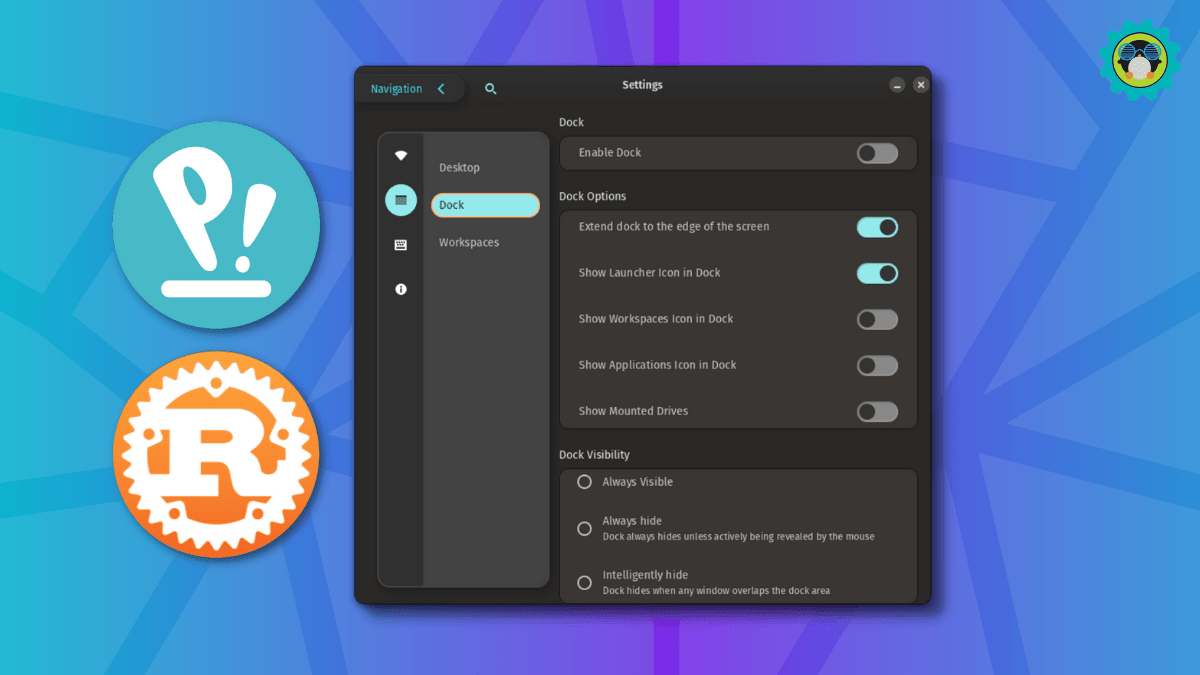 Navigation
Settings
Desktop
Dock
Workspaces
Dock
Enable Dock
Dock Options
Extend dock to the edge of the screen
Show Launcher Icon in Dock
Show Workspaces Icon in Dock
Show Applications Icon in Dock
Show Mounted Drives
Dock Visibility
Always Visible
Always hide
Dock always hides unless actively being revealed by the mouse
Intelligently hide
Dock hides when any window overlaps the dock area
P!
R